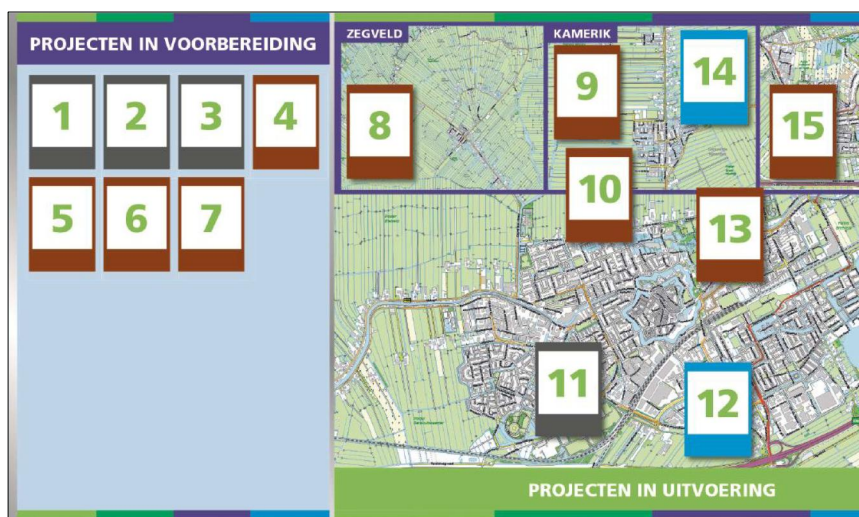 PROJECTEN IN VOORBEREIDING
1 2 3 4
5 6 7
ZEGVELD
KAMERIK
8
9
14
15
10
13
11
12
PROJECTEN IN UITVOERING